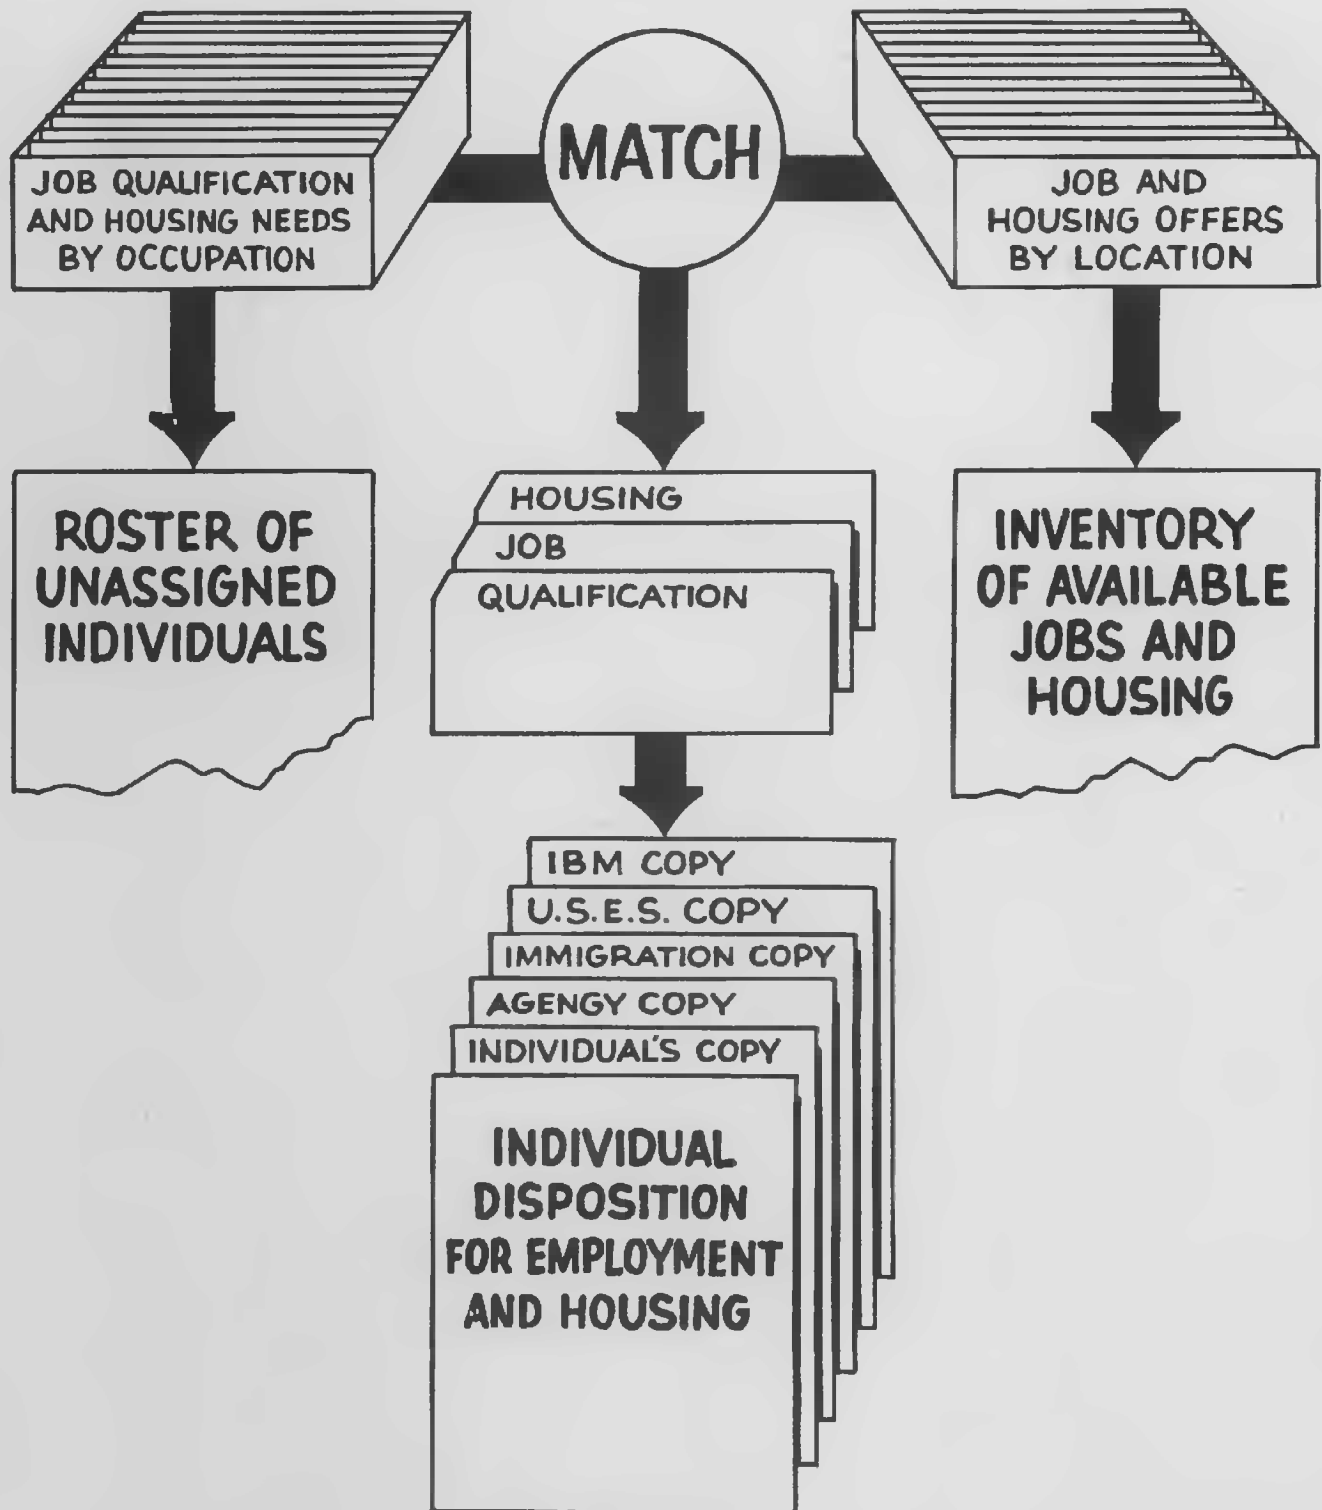 MATCH
JOB QUALIFICATION
AND HOUSING NEEDS
BY OCCUPATION
JOB AND
HOUSING OFFERS
BY LOCATION
ROSTER OF
UNASSIGNED
INDIVIDUALS
HOUSING
JOB
QUALIFICATION
INVENTORY
OF AVAILABLE
JOBS AND
HOUSING
IBM COPY
U.S.E.S. COPY
IMMIGRATION COPY
AGENGY COPY
INDIVIDUAL'S COPY
INDIVIDUAL
DISPOSITION
FOR EMPLOYMENT
AND HOUSING